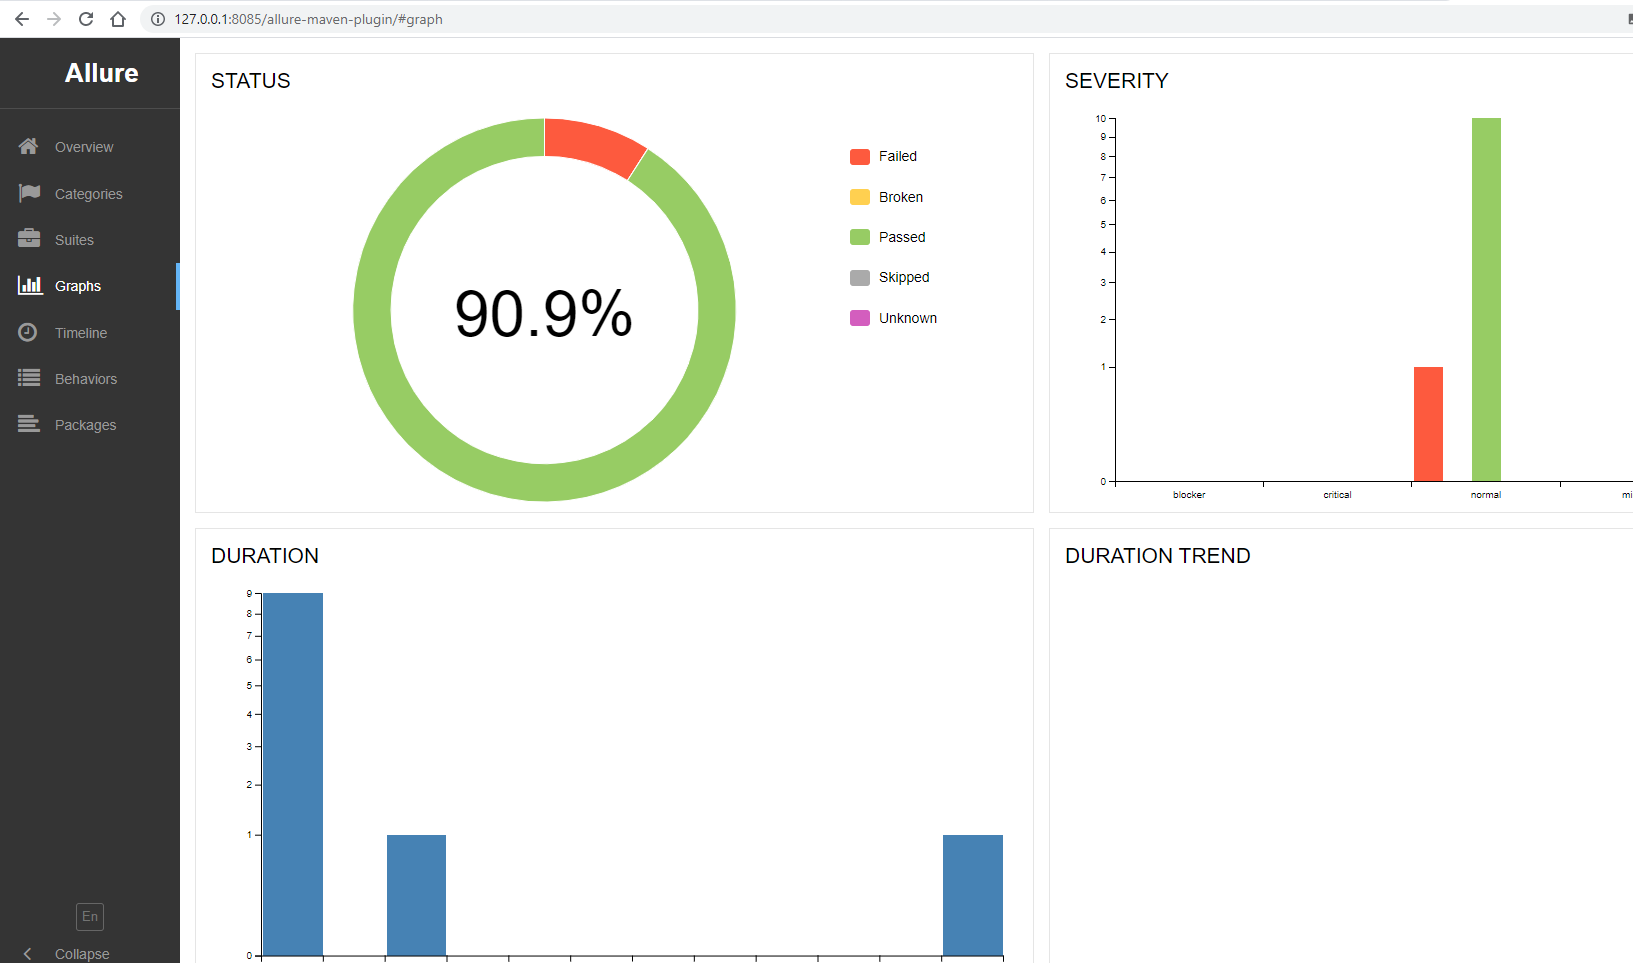 127.0.0.1:8085/allure-maven-plugin/#graph
Allure
Overview
Categories
Suites
Graphs
Timeline
Behaviors
Packages
En
Collapse
STATUS
90.9%
Failed
Broken
Passed
Skipped
Unknown
SEVERITY
10
9
8
7
6
5
4
3
2
1
0
blocker
critical
normal
mi
DURATION
9
8
7
6
5
4
3
2
1
0
DURATION TREND